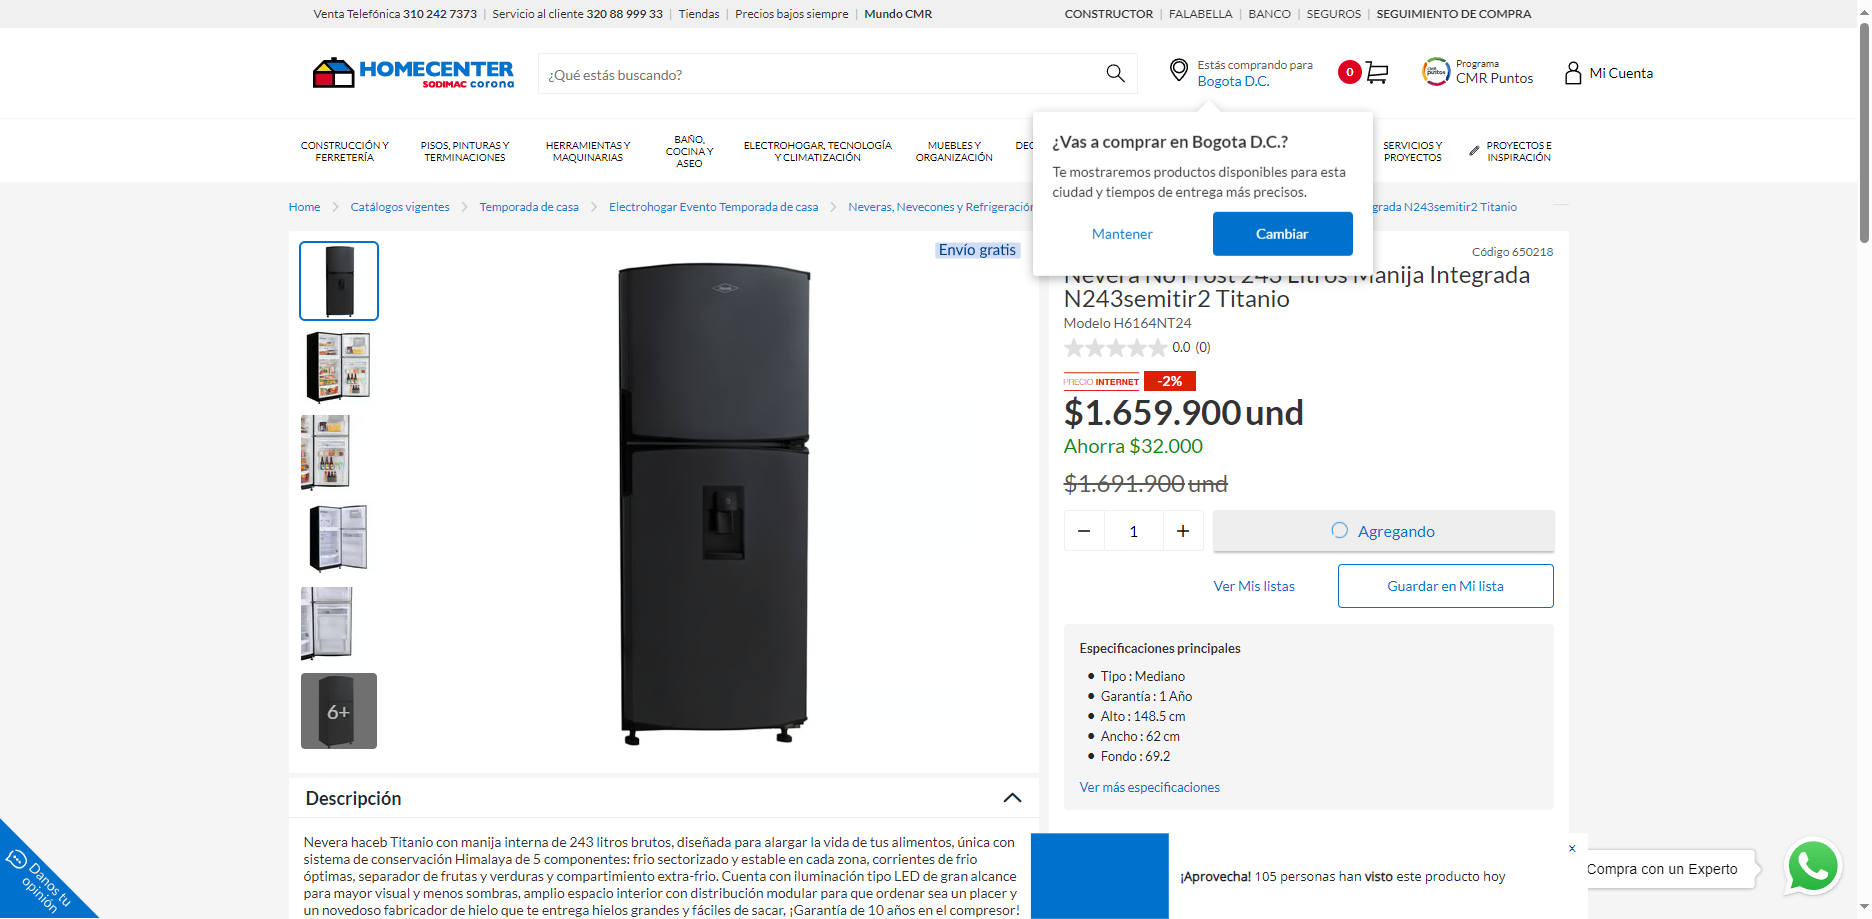 Venta Telefónica 310 242 7373 | Servicio al cliente 320 88 999 33 | Tiendas | Precios bajos siempre | Mundo CMR
CONSTRUCTOR | FALABELLA | BANCO | SEGUROS | SEGUIMIENTO DE COMPRA
HOMECENTER
SODIMAC corona
¿Qué estás buscando?
Estás comprando para
Bogota D.C.
0
Programa
CMR Puntos
Mi Cuenta
CONSTRUCCIÓN Y
FERRETERÍA
PISOS, PINTURAS Y
TERMINACIONES
HERRAMIENTAS Y
MAQUINARIAS
BAÑO,
COCINA Y
ASEO
ELECTROHOGAR, TECNOLOGÍA
Y CLIMATIZACIÓN
MUEBLES Y
ORGANIZACIÓN
DEC
SERVICIOS Y
PROYECTOS
PROYECTOS E
INSPIRACIÓN
¿Vas a comprar en Bogota D.C.?
Te mostraremos productos disponibles para esta
ciudad y tiempos de entrega más precisos.
Mantener
Cambiar
Home > Catálogos vigentes > Temporada de casa > Electrohogar Evento Temporada de casa > Neveras, Nevecones y Refrigeración
grada N243semitir2 Titanio
Envío gratis
6+
Código 650218
Nevera No Frost 243 Litros Manija Integrada
N243semitir2 Titanio
Modelo H6164NT24
0.0 (0)
PRECIO INTERNET -2%
$1.659.900 und
Ahorra $32.000
$1.691.900 und
− 1 +
Agregando
Ver Mis listas
Guardar en Mi lista
Especificaciones principales
• Tipo : Mediano
• Garantía : 1 Año
• Alto : 148.5 cm
• Ancho : 62 cm
• Fondo : 69.2
Ver más especificaciones
Descripción
Nevera haceb Titanio con manija interna de 243 litros brutos, diseñada para alargar la vida de tus alimentos, única con
sistema de conservación Himalaya de 5 componentes: frio sectorizado y estable en cada zona, corrientes de frio
óptimas, separador de frutas y verduras y compartimiento extra-frio. Cuenta con iluminación tipo LED de gran alcance
para mayor visual y menos sombras, amplio espacio interior con distribución modular para que ordenar sea un placer y
un novedoso fabricador de hielo que te entrega hielos grandes y fáciles de sacar, ¡Garantía de 10 años en el compresor!
Danos tu
opinión
¡Aprovecha! 105 personas han visto este producto hoy
×
Compra con un Experto